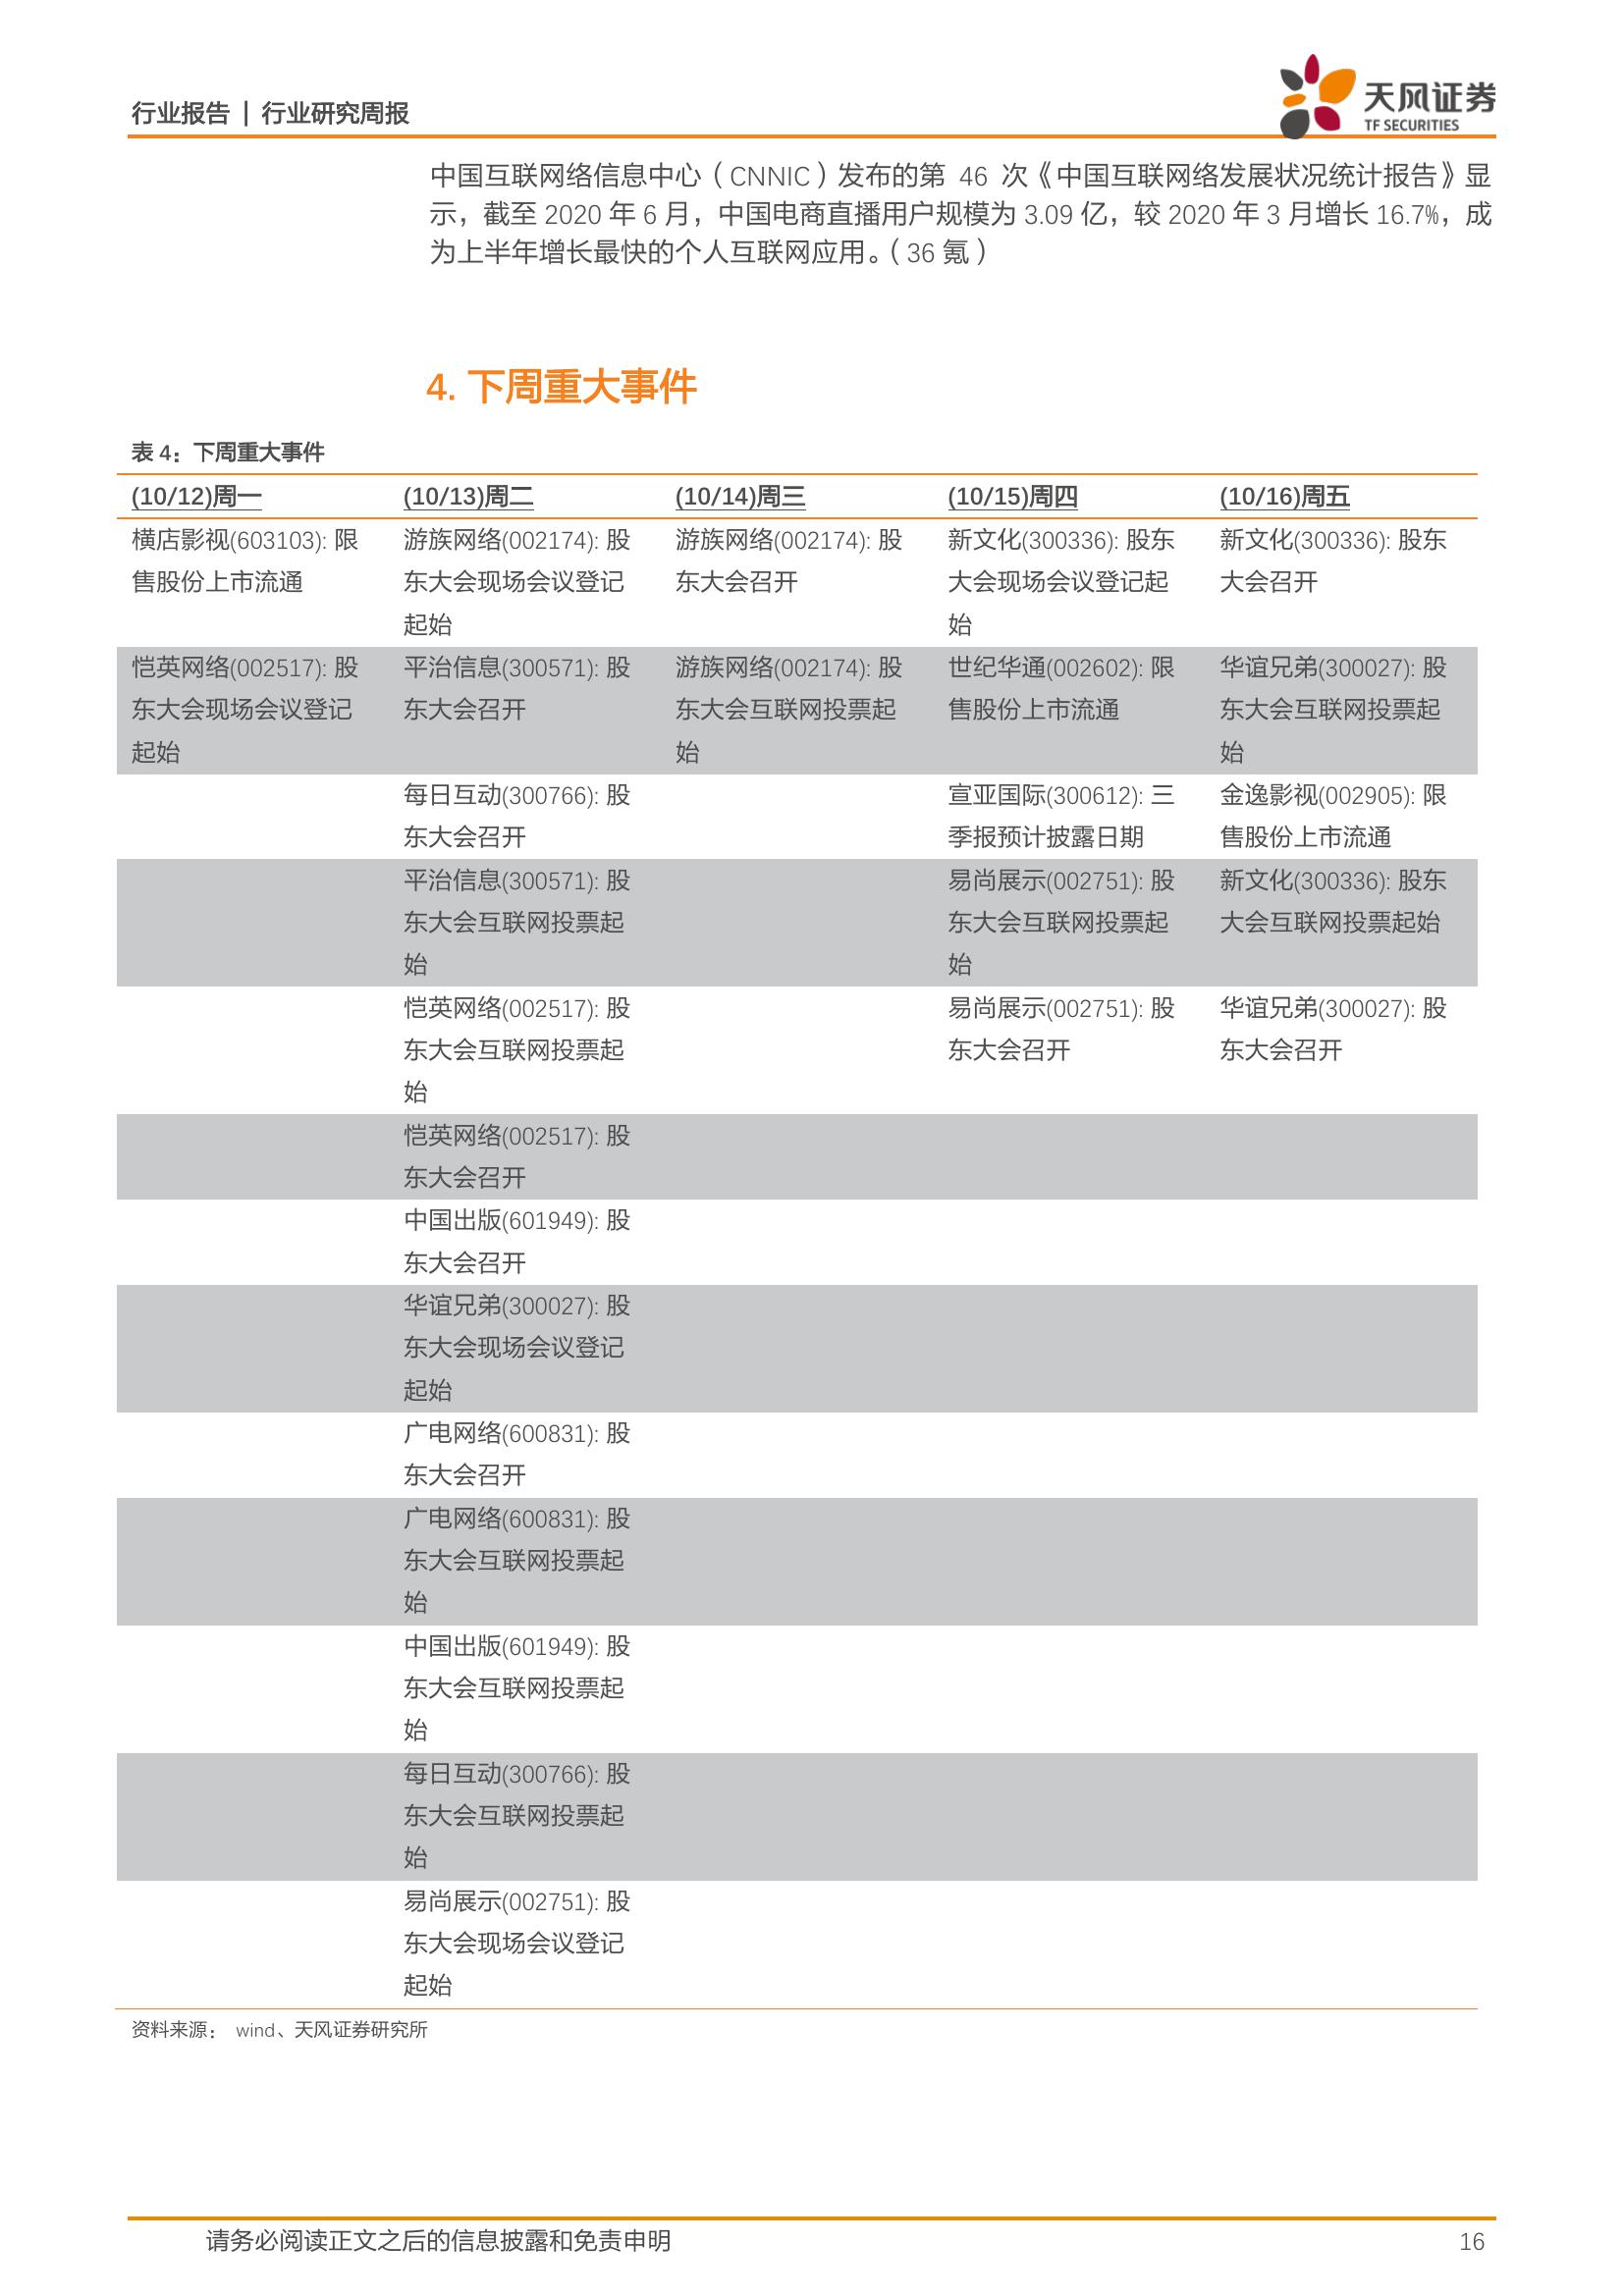 行业报告 | 行业研究周报
天风证券
TF SECURITIES
中国互联网络信息中心（CNNIC）发布的第 46 次《中国互联网络发展状况统计报告》显
示，截至 2020 年 6 月，中国电商直播用户规模为 3.09 亿，较 2020 年 3 月增长 16.7%，成
为上半年增长最快的个人互联网应用。（36 氪）
4. 下周重大事件
表 4：下周重大事件
(10/12)周一 (10/13)周二 (10/14)周三 (10/15)周四 (10/16)周五
横店影视(603103): 限 游族网络(002174): 股 游族网络(002174): 股 新文化(300336): 股东 新文化(300336): 股东
售股份上市流通 东大会现场会议登记 东大会召开 大会现场会议登记起 大会召开
起始 始
恺英网络(002517): 股 平治信息(300571): 股 游族网络(002174): 股 世纪华通(002602): 限 华谊兄弟(300027): 股
东大会现场会议登记 东大会召开 东大会互联网投票起 售股份上市流通 东大会互联网投票起
起始 始 始
每日互动(300766): 股 宣亚国际(300612): 三 金逸影视(002905): 限
东大会召开 季报预计披露日期 售股份上市流通
平治信息(300571): 股 易尚展示(002751): 股 新文化(300336): 股东
东大会互联网投票起 东大会互联网投票起 大会互联网投票起始
始 始
恺英网络(002517): 股 易尚展示(002751): 股 华谊兄弟(300027): 股
东大会互联网投票起 东大会召开 东大会召开
始
恺英网络(002517): 股
东大会召开
中国出版(601949): 股
东大会召开
华谊兄弟(300027): 股
东大会现场会议登记
起始
广电网络(600831): 股
东大会召开
广电网络(600831): 股
东大会互联网投票起
始
中国出版(601949): 股
东大会互联网投票起
始
每日互动(300766): 股
东大会互联网投票起
始
易尚展示(002751): 股
东大会现场会议登记
起始
资料来源： wind、天风证券研究所
请务必阅读正文之后的信息披露和免责申明 16